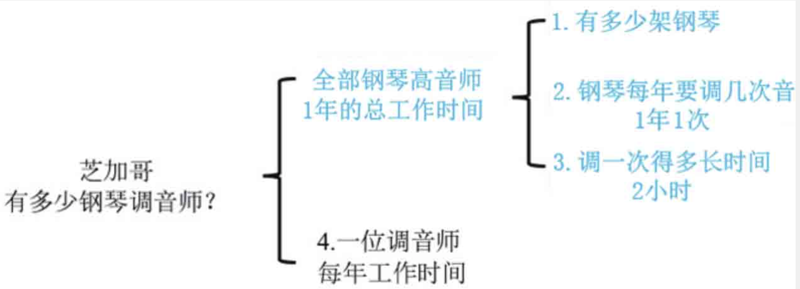 芝加哥
有多少钢琴调音师？
全部钢琴高音师
1年的总工作时间
1.有多少架钢琴
2.钢琴每年要调几次音
1年1次
3.调一次得多长时间
2小时
4.一位调音师
每年工作时间